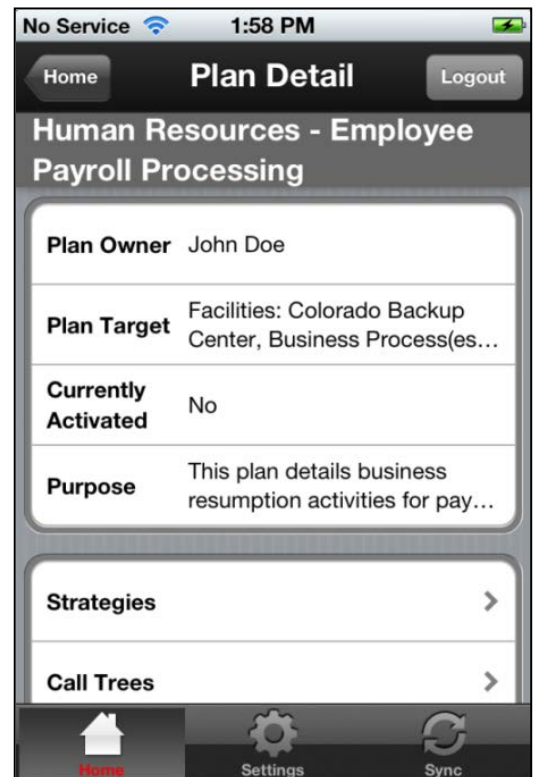 No Service 1:58 PM
Home Plan Detail Logout
Human Resources - Employee
Payroll Processing
Plan Owner John Doe
Plan Target Facilities: Colorado Backup
Center, Business Process(es...
Currently
Activated No
Purpose This plan details business
resumption activities for pay...
Strategies
Call Trees
Home Settings Sync